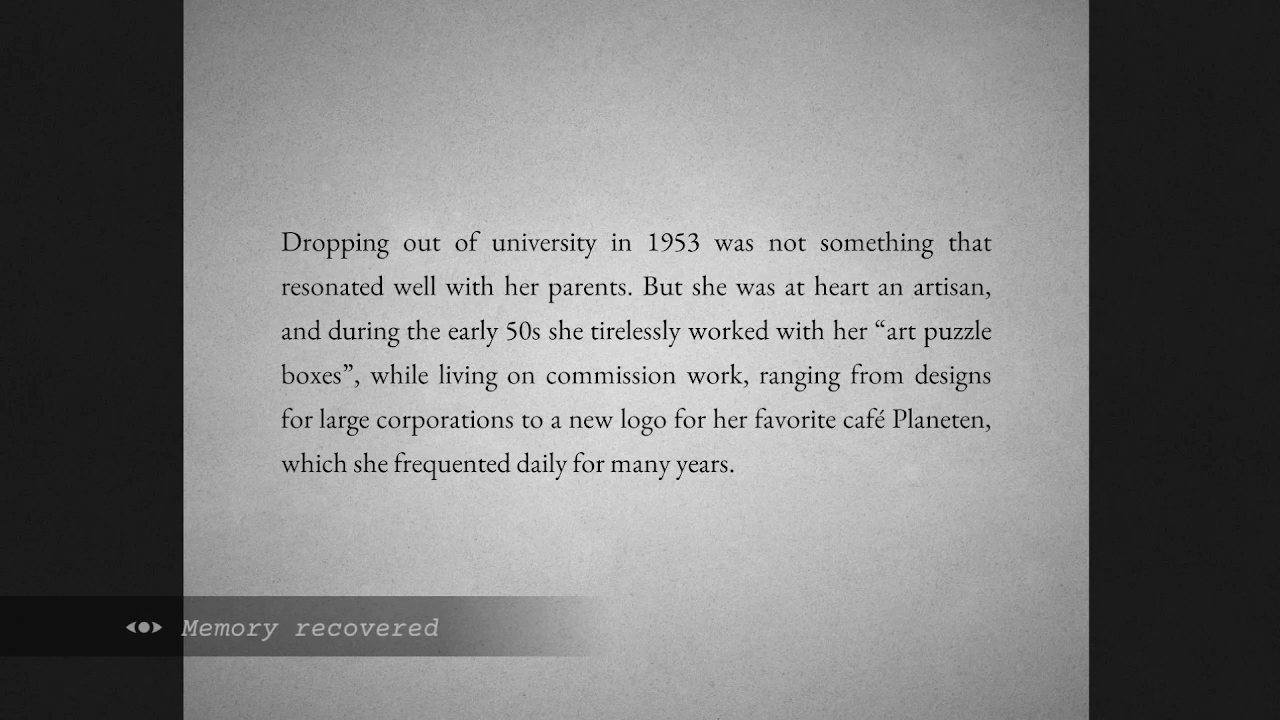 Dropping out of university in 1953 was not something that
resonated well with her parents. But she was at heart an artisan,
and during the early 50s she tirelessly worked with her “art puzzle
boxes”, while living on commission work, ranging from designs
for large corporations to a new logo for her favorite café Planeten,
which she frequented daily for many years.
Memory recovered